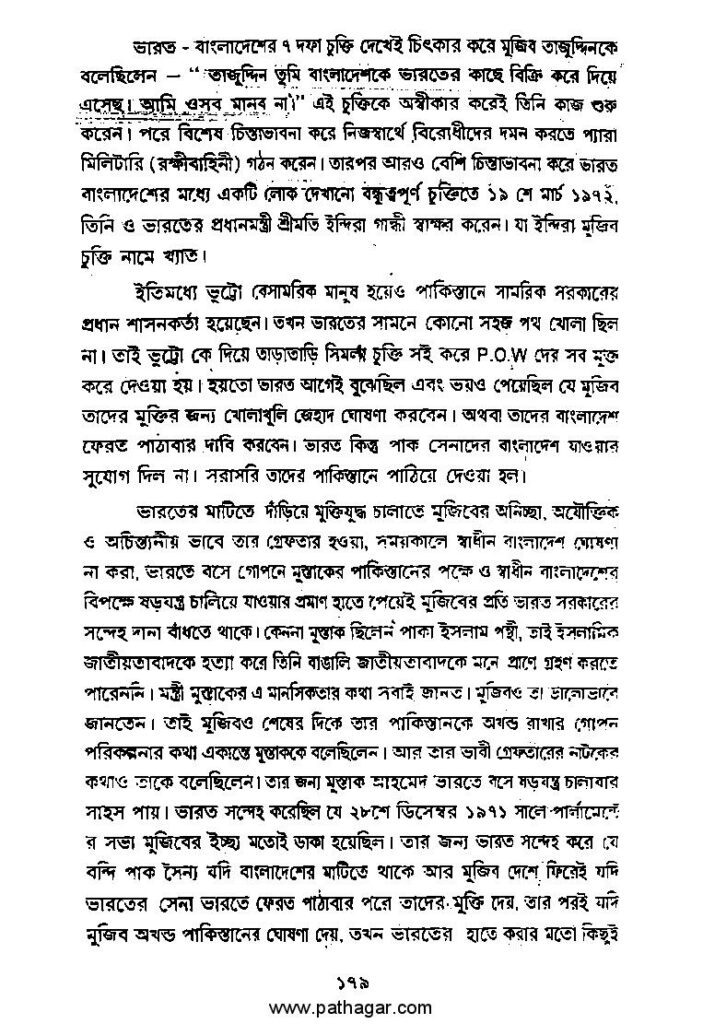 ভারত - বাংলাদেশের ৭ দফা চুক্তি দেখেই চিৎকার করে মুজিব তাজুদ্দিনকে
বলেছিলেন – “ তাজুদ্দিন তুমি বাংলাদেশকে ভারতের কাছে বিক্রি করে দিয়ে
এসেছ। আমি ওসব মানব না।” এই চুক্তিকে অস্বীকার করেই তিনি কাজ শুরু
করেন। পরে বিশেষ চিন্তাভাবনা করে নিজস্বার্থে বিরোধীদের দমন করতে প্যারা
মিলিটারি (রক্ষীবাহিনী) গঠন করেন। তারপর আরও বেশি চিন্তাভাবনা করে ভারত
বাংলাদেশের মধ্যে একটি লোক দেখানো বন্ধুত্বপূর্ণ চুক্তিতে ১৯ শে মার্চ ১৯৭২,
তিনি ও ভারতের প্রধানমন্ত্রী শ্রীমতি ইন্দিরা গান্ধী স্বাক্ষর করেন। যা ইন্দিরা মুজিব
চুক্তি নামে খ্যাত।
ইতিমধ্যে ভুট্টো বেসামরিক মানুষ হয়েও পাকিস্তানে সামরিক সরকারের
প্রধান শাসনকর্তা হয়েছেন। তখন ভারতের সামনে কোনো সহজ পথ খোলা ছিল
না। তাই ভুট্টো কে দিয়ে তাড়াতাড়ি সিমলা চুক্তি সই করে P.O.W দের সব মুক্ত
করে দেওয়া হয়। হয়তো ভারত আগেই বুঝেছিল এবং ভয়ও পেয়েছিল যে মুজিব
তাদের মুক্তির জন্য খোলাখুলি জেহাদ ঘোষণা করবেন। অথবা তাদের বাংলাদেশ
ফেরত পাঠাবার দাবি করবেন। ভারত কিন্তু পাক সেনাদের বাংলাদেশ যাওয়ার
সুযোগ দিল না। সরাসরি তাদের পাকিস্তানে পাঠিয়ে দেওয়া হল।
ভারতের মাটিতে দাঁড়িয়ে মুক্তিযুদ্ধ চালাতে মুজিবের অনিচ্ছা, অযৌক্তিক
ও অচিন্ত্যনীয় ভাবে তার গ্রেফতার হওয়া, সময়কালে স্বাধীন বাংলাদেশ ঘোষণা
না করা, ভারতে বসে গোপনে মুস্তাকের পাকিস্তানের পক্ষে ও স্বাধীন বাংলাদেশের
বিপক্ষে ষড়যন্ত্র চালিয়ে যাওয়ার প্রমাণ হাতে পেয়েই মুজিবের প্রতি ভারত সরকারের
সন্দেহ দানা বাঁধতে থাকে। কেননা মুস্তাক ছিলেন পাকা ইসলাম পন্থী, তাই ইসলামিক
জাতীয়তাবাদকে হত্যা করে তিনি বাঙালি জাতীয়তাবাদকে মনে প্রাণে গ্রহণ করতে
পারেননি। মন্ত্রী মুস্তাকের এ মানসিকতার কথা সবাই জানত। মুজিবও তা ভালোভাবে
জানতেন। তাই মুজিবও শেষের দিকে তার পাকিস্তানকে অখন্ড রাখার গোপন
পরিকল্পনার কথা একান্তে মুস্তাককে বলেছিলেন। আর তার ভাবী গ্রেফতারের নাটকের
কথাও তাকে বলেছিলেন। তার জন্য মুস্তাক আহমেদ ভারতে বসে ষড়যন্ত্র চালাবার
সাহস পায়। ভারত সন্দেহ করেছিল যে ২৮শে ডিসেম্বর ১৯৭১ সালে পার্লামেন্টে
র সভা মুজিবের ইচ্ছা মতোই ডাকা হয়েছিল। তার জন্য ভারত সন্দেহ করে যে
বন্দি পাক সৈন্য যদি বাংলাদেশের মাটিতে থাকে আর মুজিব দেশে ফিরেই যদি
ভারতের সেনা ভারতে ফেরত পাঠাবার পরে তাদের মুক্তি দেয়, তার পরই যদি
মুজিব অখন্ড পাকিস্তানের ঘোষণা দেয়, তখন ভারতের হাতে করার মতো কিছুই
১৭৯
www.pathagar.com